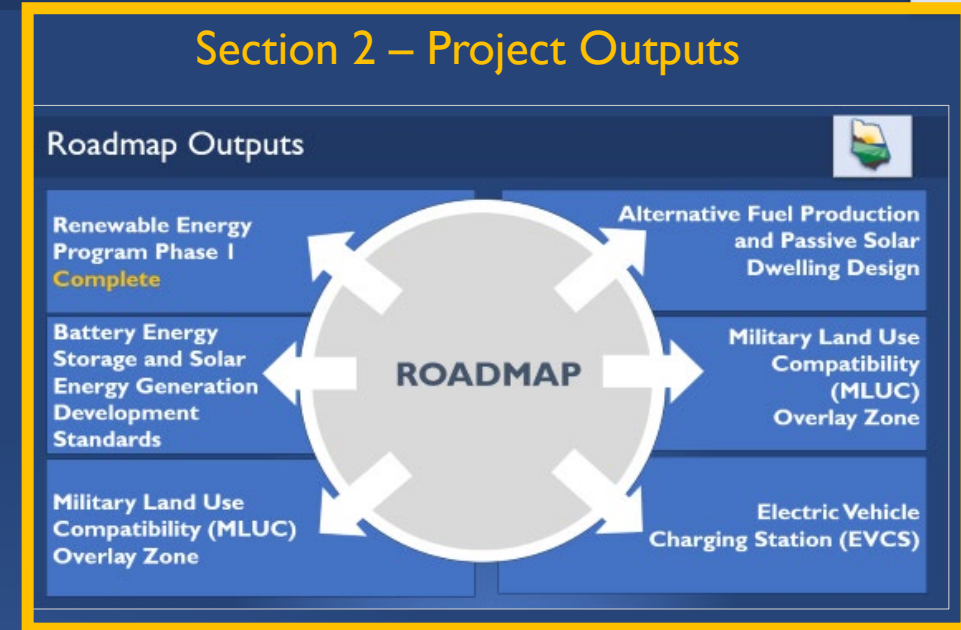 Section 2 – Project Outputs
Roadmap Outputs
Renewable Energy
Program Phase I
Complete
Battery Energy
Storage and Solar
Energy Generation
Development
Standards
Military Land Use
Compatibility (MLUC)
Overlay Zone
ROADMAP
Alternative Fuel Production
and Passive Solar
Dwelling Design
Military Land Use
Compatibility
(MLUC)
Overlay Zone
Electric Vehicle
Charging Station (EVCS)